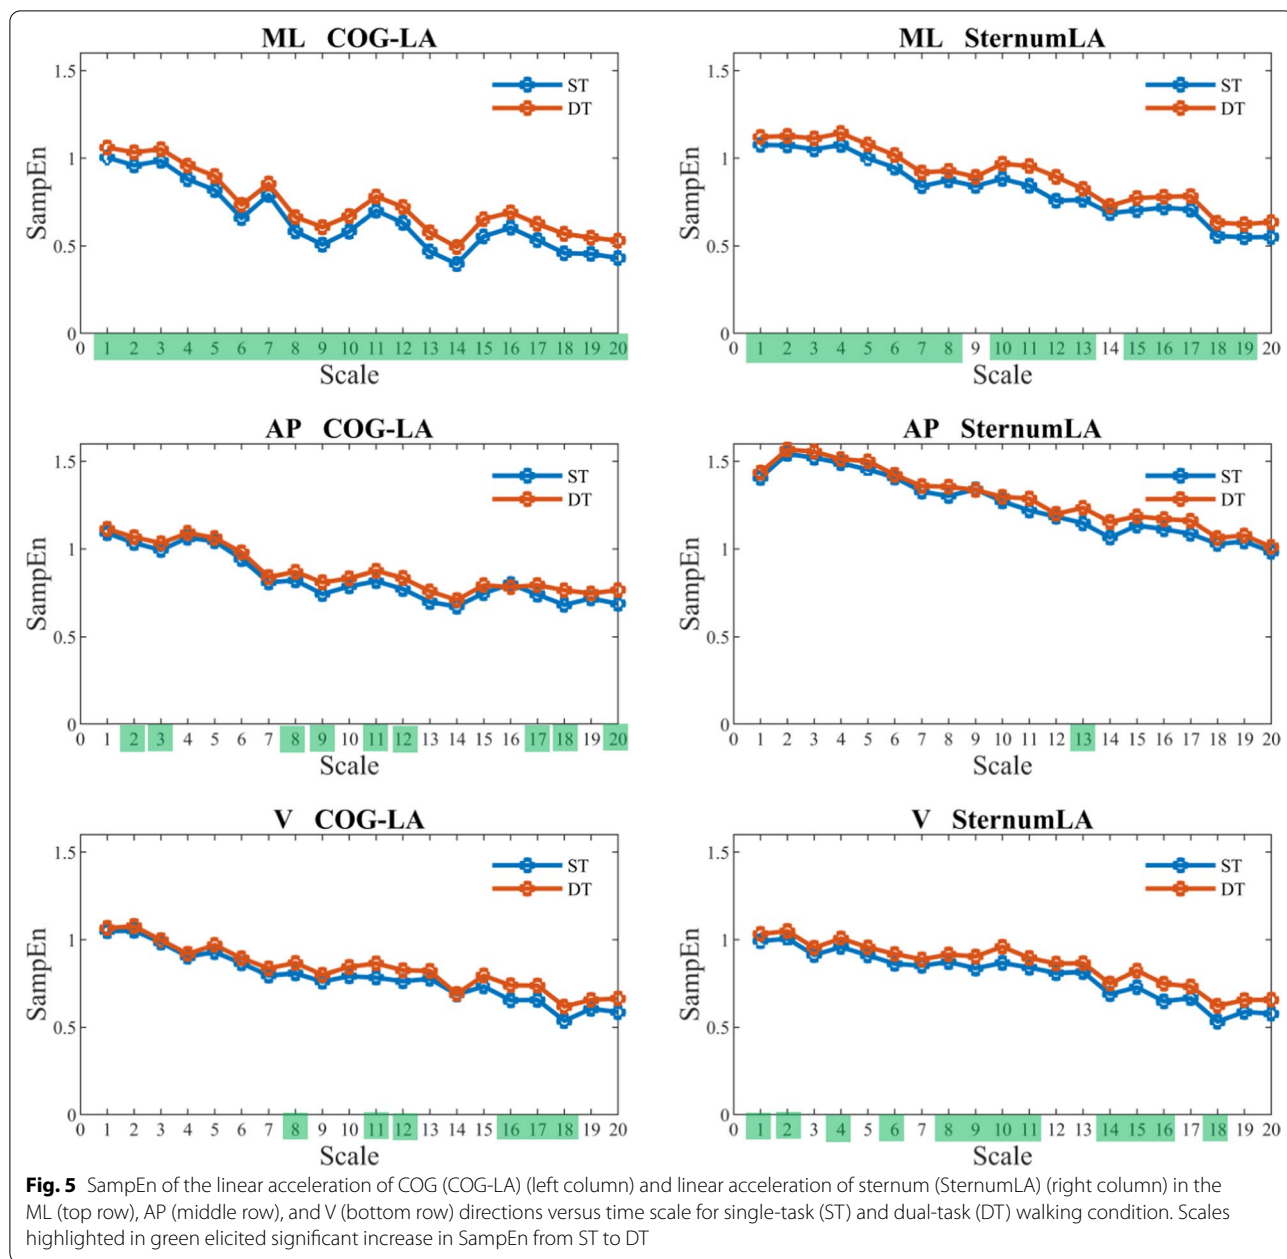 ML COG-LA
ML SternumLA
1.5
1
0.5
0
SampEn
ST
DT
0 1 2 3 4 5 6 7 8 9 10 11 12 13 14 15 16 17 18 19 20
Scale
1.5
1
0.5
0
SampEn
ST
DT
0 1 2 3 4 5 6 7 8 9 10 11 12 13 14 15 16 17 18 19 20
Scale
AP COG-LA
AP SternumLA
1.5
1
0.5
0
SampEn
ST
DT
0 1 2 3 4 5 6 7 8 9 10 11 12 13 14 15 16 17 18 19 20
Scale
1.5
1
0.5
0
SampEn
ST
DT
0 1 2 3 4 5 6 7 8 9 10 11 12 13 14 15 16 17 18 19 20
Scale
V COG-LA
V SternumLA
1.5
1
0.5
0
SampEn
ST
DT
0 1 2 3 4 5 6 7 8 9 10 11 12 13 14 15 16 17 18 19 20
Scale
1.5
1
0.5
0
SampEn
ST
DT
0 1 2 3 4 5 6 7 8 9 10 11 12 13 14 15 16 17 18 19 20
Scale
Fig. 5 SampEn of the linear acceleration of COG (COG-LA) (left column) and linear acceleration of sternum (SternumLA) (right column) in the
ML (top row), AP (middle row), and V (bottom row) directions versus time scale for single-task (ST) and dual-task (DT) walking condition. Scales
highlighted in green elicited significant increase in SampEn from ST to DT